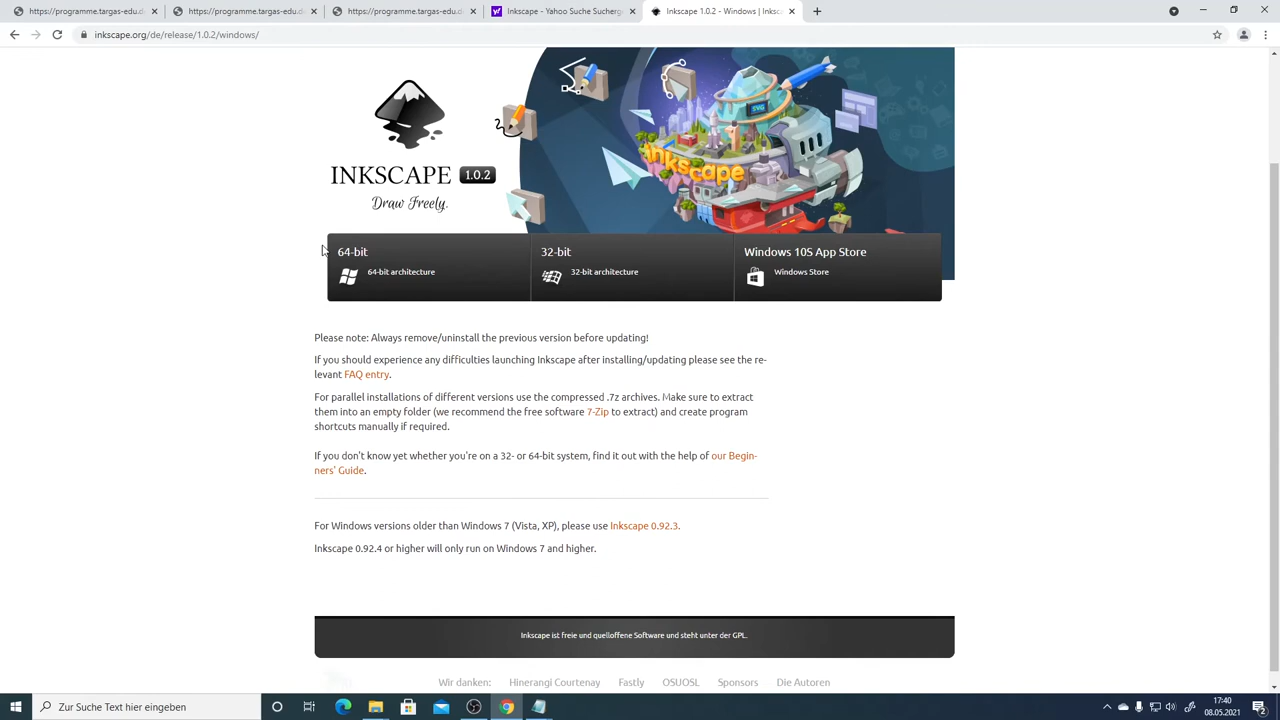 https://programme.targs-edu.d
https://programme.targsz-edu.d
https://programme.targsz-edu.d
Inkscape - Yahoo Suche Sucherge
Inkscape 1.0.2 - Windows | Inksc
inkscape.org/de/release/1.0.2/windows/
SVG
inkscape
INKSCAPE 1.0.2
Draw Freely.
64-bit
64-bit architecture
32-bit
32-bit architecture
Windows 10S App Store
Windows Store
Please note: Always remove/uninstall the previous version before updating!
If you should experience any difficulties launching Inkscape after installing/updating please see the re-
levant FAQ entry.
For parallel installations of different versions use the compressed .7z archives. Make sure to extract
them into an empty folder (we recommend the free software 7-Zip to extract) and create program
shortcuts manually if required.
If you don't know yet whether you're on a 32- or 64-bit system, find it out with the help of our Begin-
ners' Guide.
For Windows versions older than Windows 7 (Vista, XP), please use Inkscape 0.92.3.
Inkscape 0.92.4 or higher will only run on Windows 7 and higher.
Inkscape ist freie und quelloffene Software und steht unter der GPL.
Wir danken: Hinerangi Courtenay Fastly OSUOSL Sponsors Die Autoren
Zur Suche Text hier eingeben
17:40
08.05.2021
2